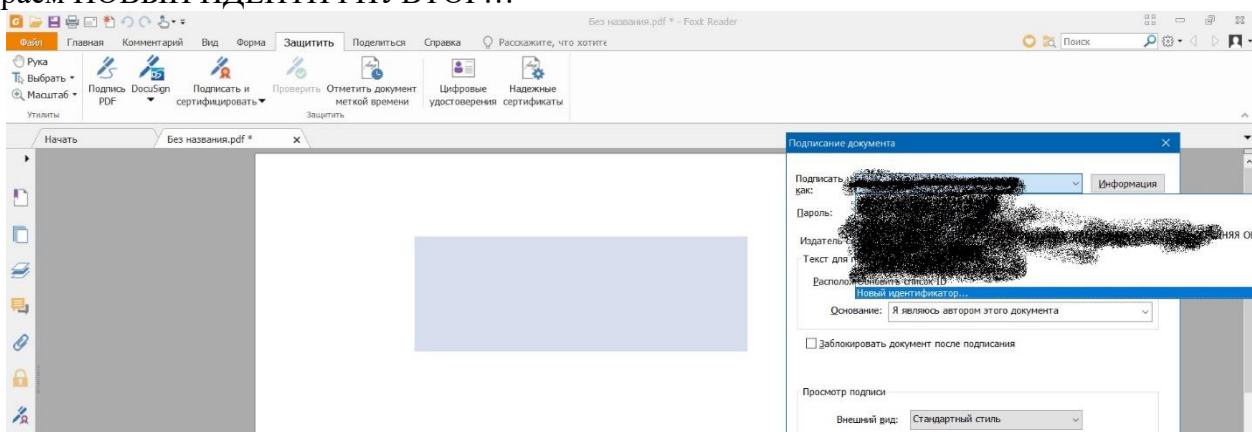 НОВЫЙ ИДЕНТИФИКАТОР…
Без названия.pdf * - Foxit Reader
Файл Главная Комментарий Вид Форма Защитить Поделиться Справка Расскажите, что хотите
Поиск
Рука
Выбрать
Масштаб
Утилиты
Подпись PDF
DocuSign
Подписать и сертифицировать
Проверить
Отметить документ меткой времени
Цифровые удостоверения
Надежные сертификаты
Защитить
Начать
Без названия.pdf *
Подписание документа
Подписать
как:
Информация
Пароль:
Издатель
Текст для
Обновить список ID
Новый идентификатор...
Основание: Я являюсь автором этого документа
Заблокировать документ после подписания
Просмотр подписи
Внешний вид: Стандартный стиль